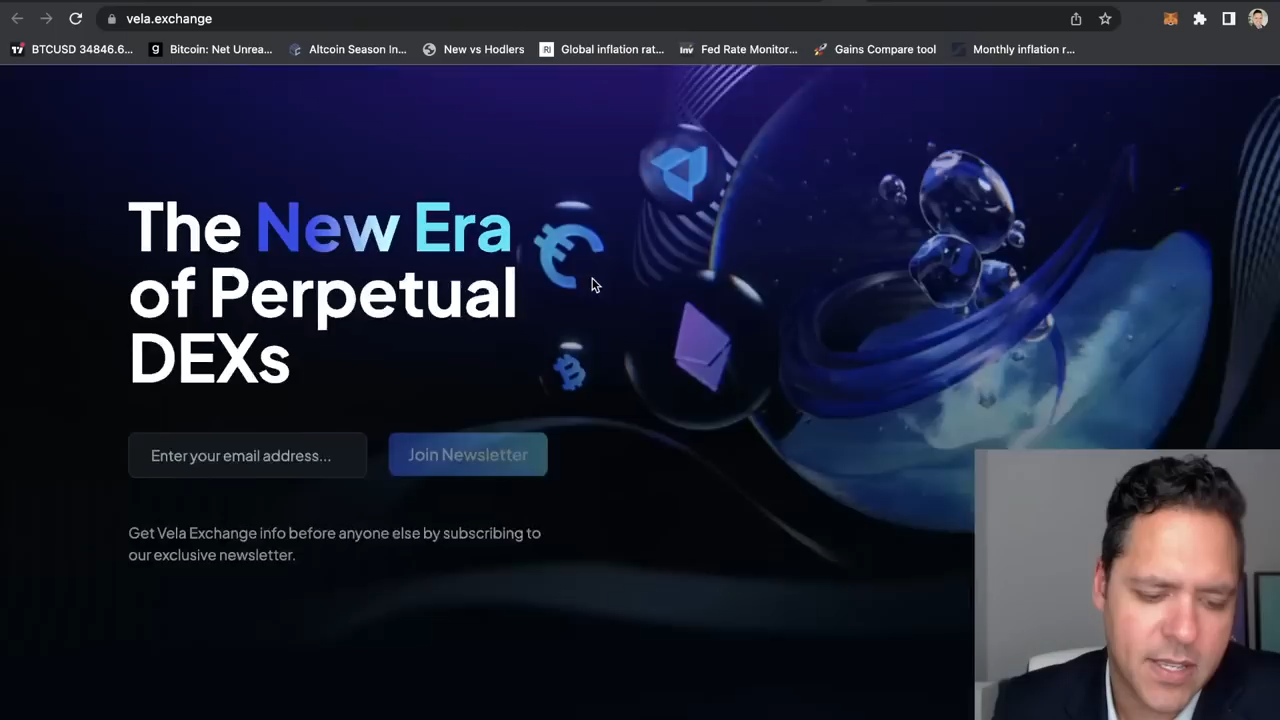 vela.exchange
BTCUSD 34846.6...
Bitcoin: Net Unrea...
Altcoin Season In...
New vs Hodlers
Global inflation rat...
Fed Rate Monitor...
Gains Compare tool
Monthly inflation r...
The New Era
of Perpetual
DEXs
Enter your email address...
Join Newsletter
Get Vela Exchange info before anyone else by subscribing to
our exclusive newsletter.